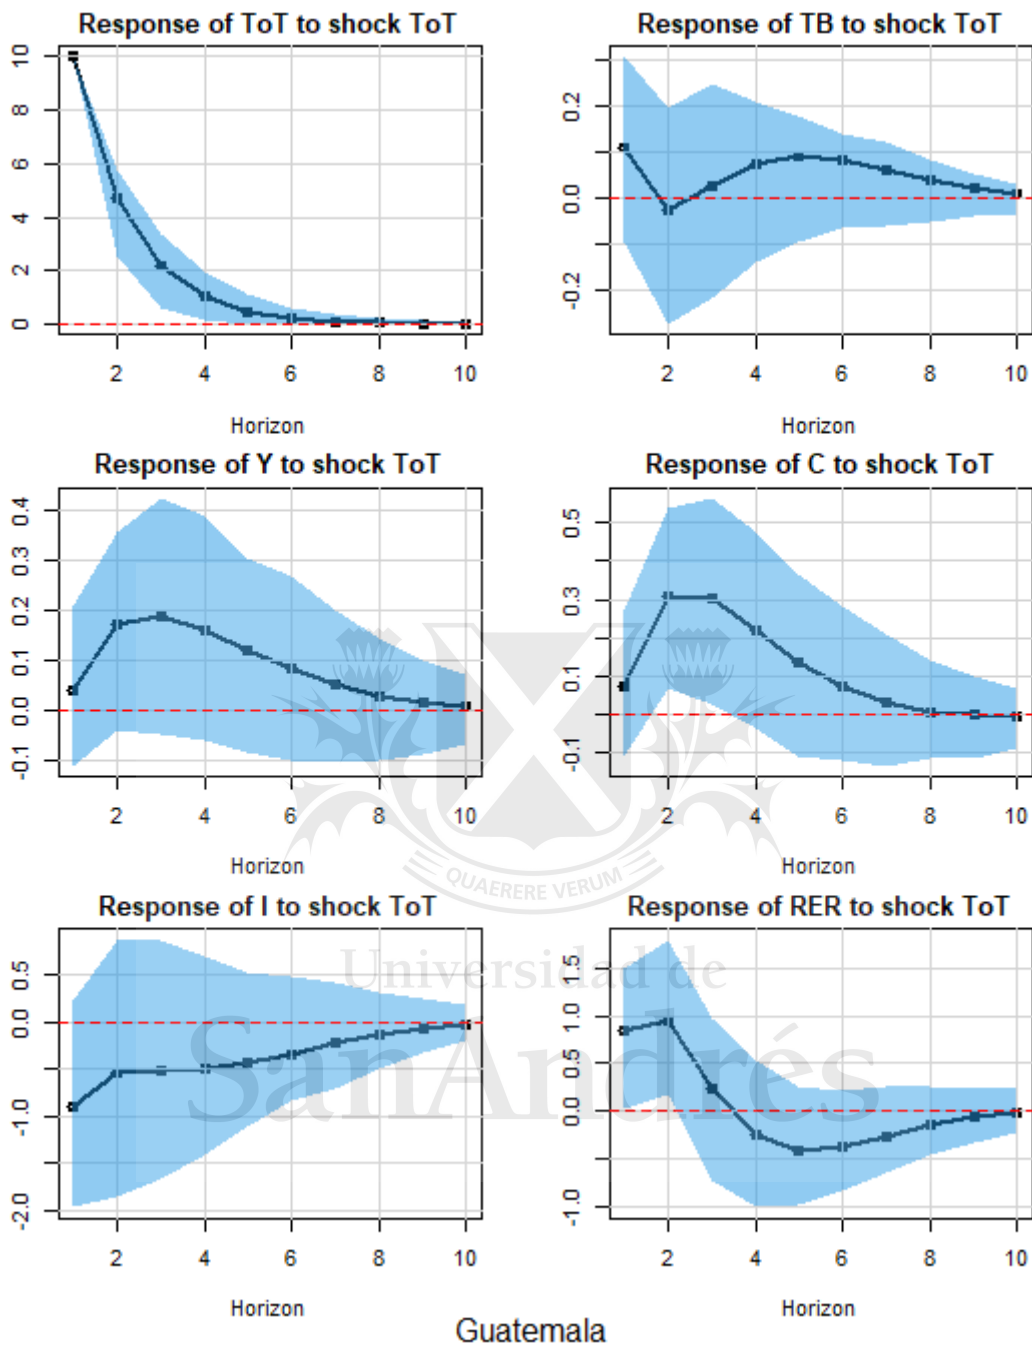 Response of ToT to shock ToT
Response of TB to shock ToT
10
8
6
4
2
0
0.2
0.0
-0.2
2 4 6 8 10
2 4 6 8 10
Horizon
Horizon
Response of Y to shock ToT
Response of C to shock ToT
0.4
0.3
0.2
0.1
0.0
-0.1
0.5
0.3
0.1
-0.1
2 4 6 8 10
2 4 6 8 10
Horizon
Horizon
QUAERERE VERUM
Response of I to shock ToT
Response of RER to shock ToT
0.5
0.0
-1.0
-2.0
1.5
1.0
0.5
0.0
-1.0
Universidad de
SanAndrés
2 4 6 8 10
2 4 6 8 10
Horizon
Horizon
Guatemala